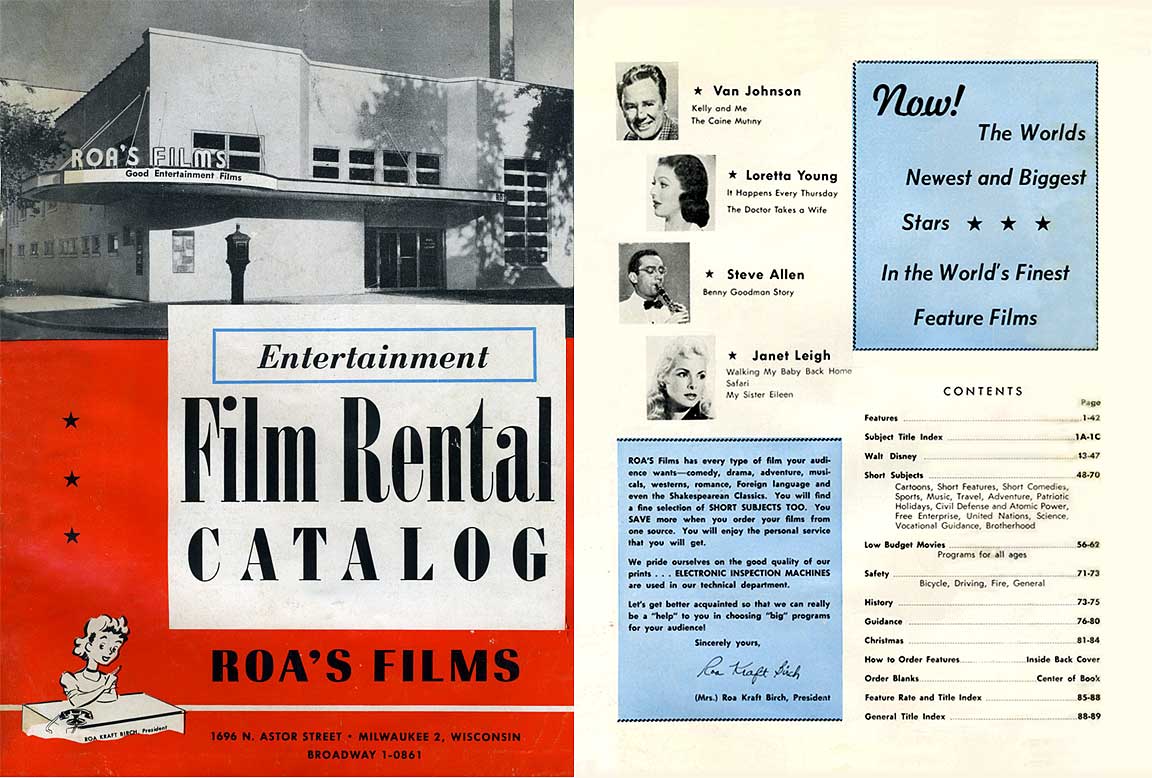 ROA'S FILMS
Good Entertainment Films
Entertainment
Film Rental
CATALOG
ROA'S FILMS
ROA KRAFT BIRCH, President
1696 N. ASTOR STREET • MILWAUKEE 2, WISCONSIN
BROADWAY 1-0861
★ Van Johnson
Kelly and Me
The Caine Mutiny
★ Loretta Young
It Happens Every Thursday
The Doctor Takes a Wife
★ Steve Allen
Benny Goodman Story
★ Janet Leigh
Walking My Baby Back Home
Safari
My Sister Eileen
ROA'S Films has every type of film your audi-
ence wants—comedy, drama, adventure, musi-
cals, westerns, romance, Foreign language and
even the Shakespearean Classics. You will find
a fine selection of SHORT SUBJECTS TOO. You
SAVE more when you order your films from
one source. You will enjoy the personal service
that you will get.
We pride ourselves on the good quality of our
prints . . . ELECTRONIC INSPECTION MACHINES
are used in our technical department.
Let's get better acquainted so that we can really
be a "help" to you in choosing "big" programs
for your audience!
Sincerely yours,
Roa Kraft Birch
(Mrs.) Roa Kraft Birch, President
Now!
The Worlds
Newest and Biggest
Stars ★ ★ ★
In the World's Finest
Feature Films
CONTENTS
Page
Features 1-42
Subject Title Index 1A-1C
Walt Disney 13-47
Short Subjects 48-70
Cartoons, Short Features, Short Comedies,
Sports, Music, Travel, Adventure, Patriotic
Holidays, Civil Defense and Atomic Power,
Free Enterprise, United Nations, Science,
Vocational Guidance, Brotherhood
Low Budget Movies 56-62
Programs for all ages
Safety 71-73
Bicycle, Driving, Fire, General
History 73-75
Guidance 76-80
Christmas 81-84
How to Order Features Inside Back Cover
Order Blanks Center of Book
Feature Rate and Title Index 85-88
General Title Index 88-89